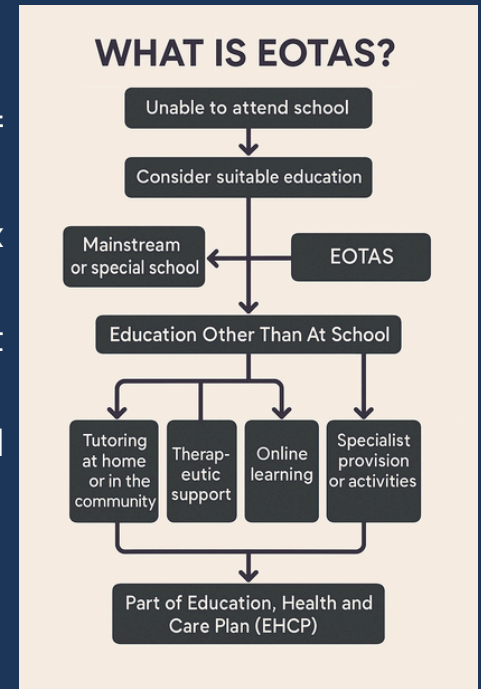 WHAT IS EOTAS?
Unable to attend school
Consider suitable education
Mainstream
or special school
EOTAS
Education Other Than At School
Tutoring
at home
or in the
community
Therap-
eutic
support
Online
learning
Specialist
provision
or activities
Part of Education, Health and
Care Plan (EHCP)